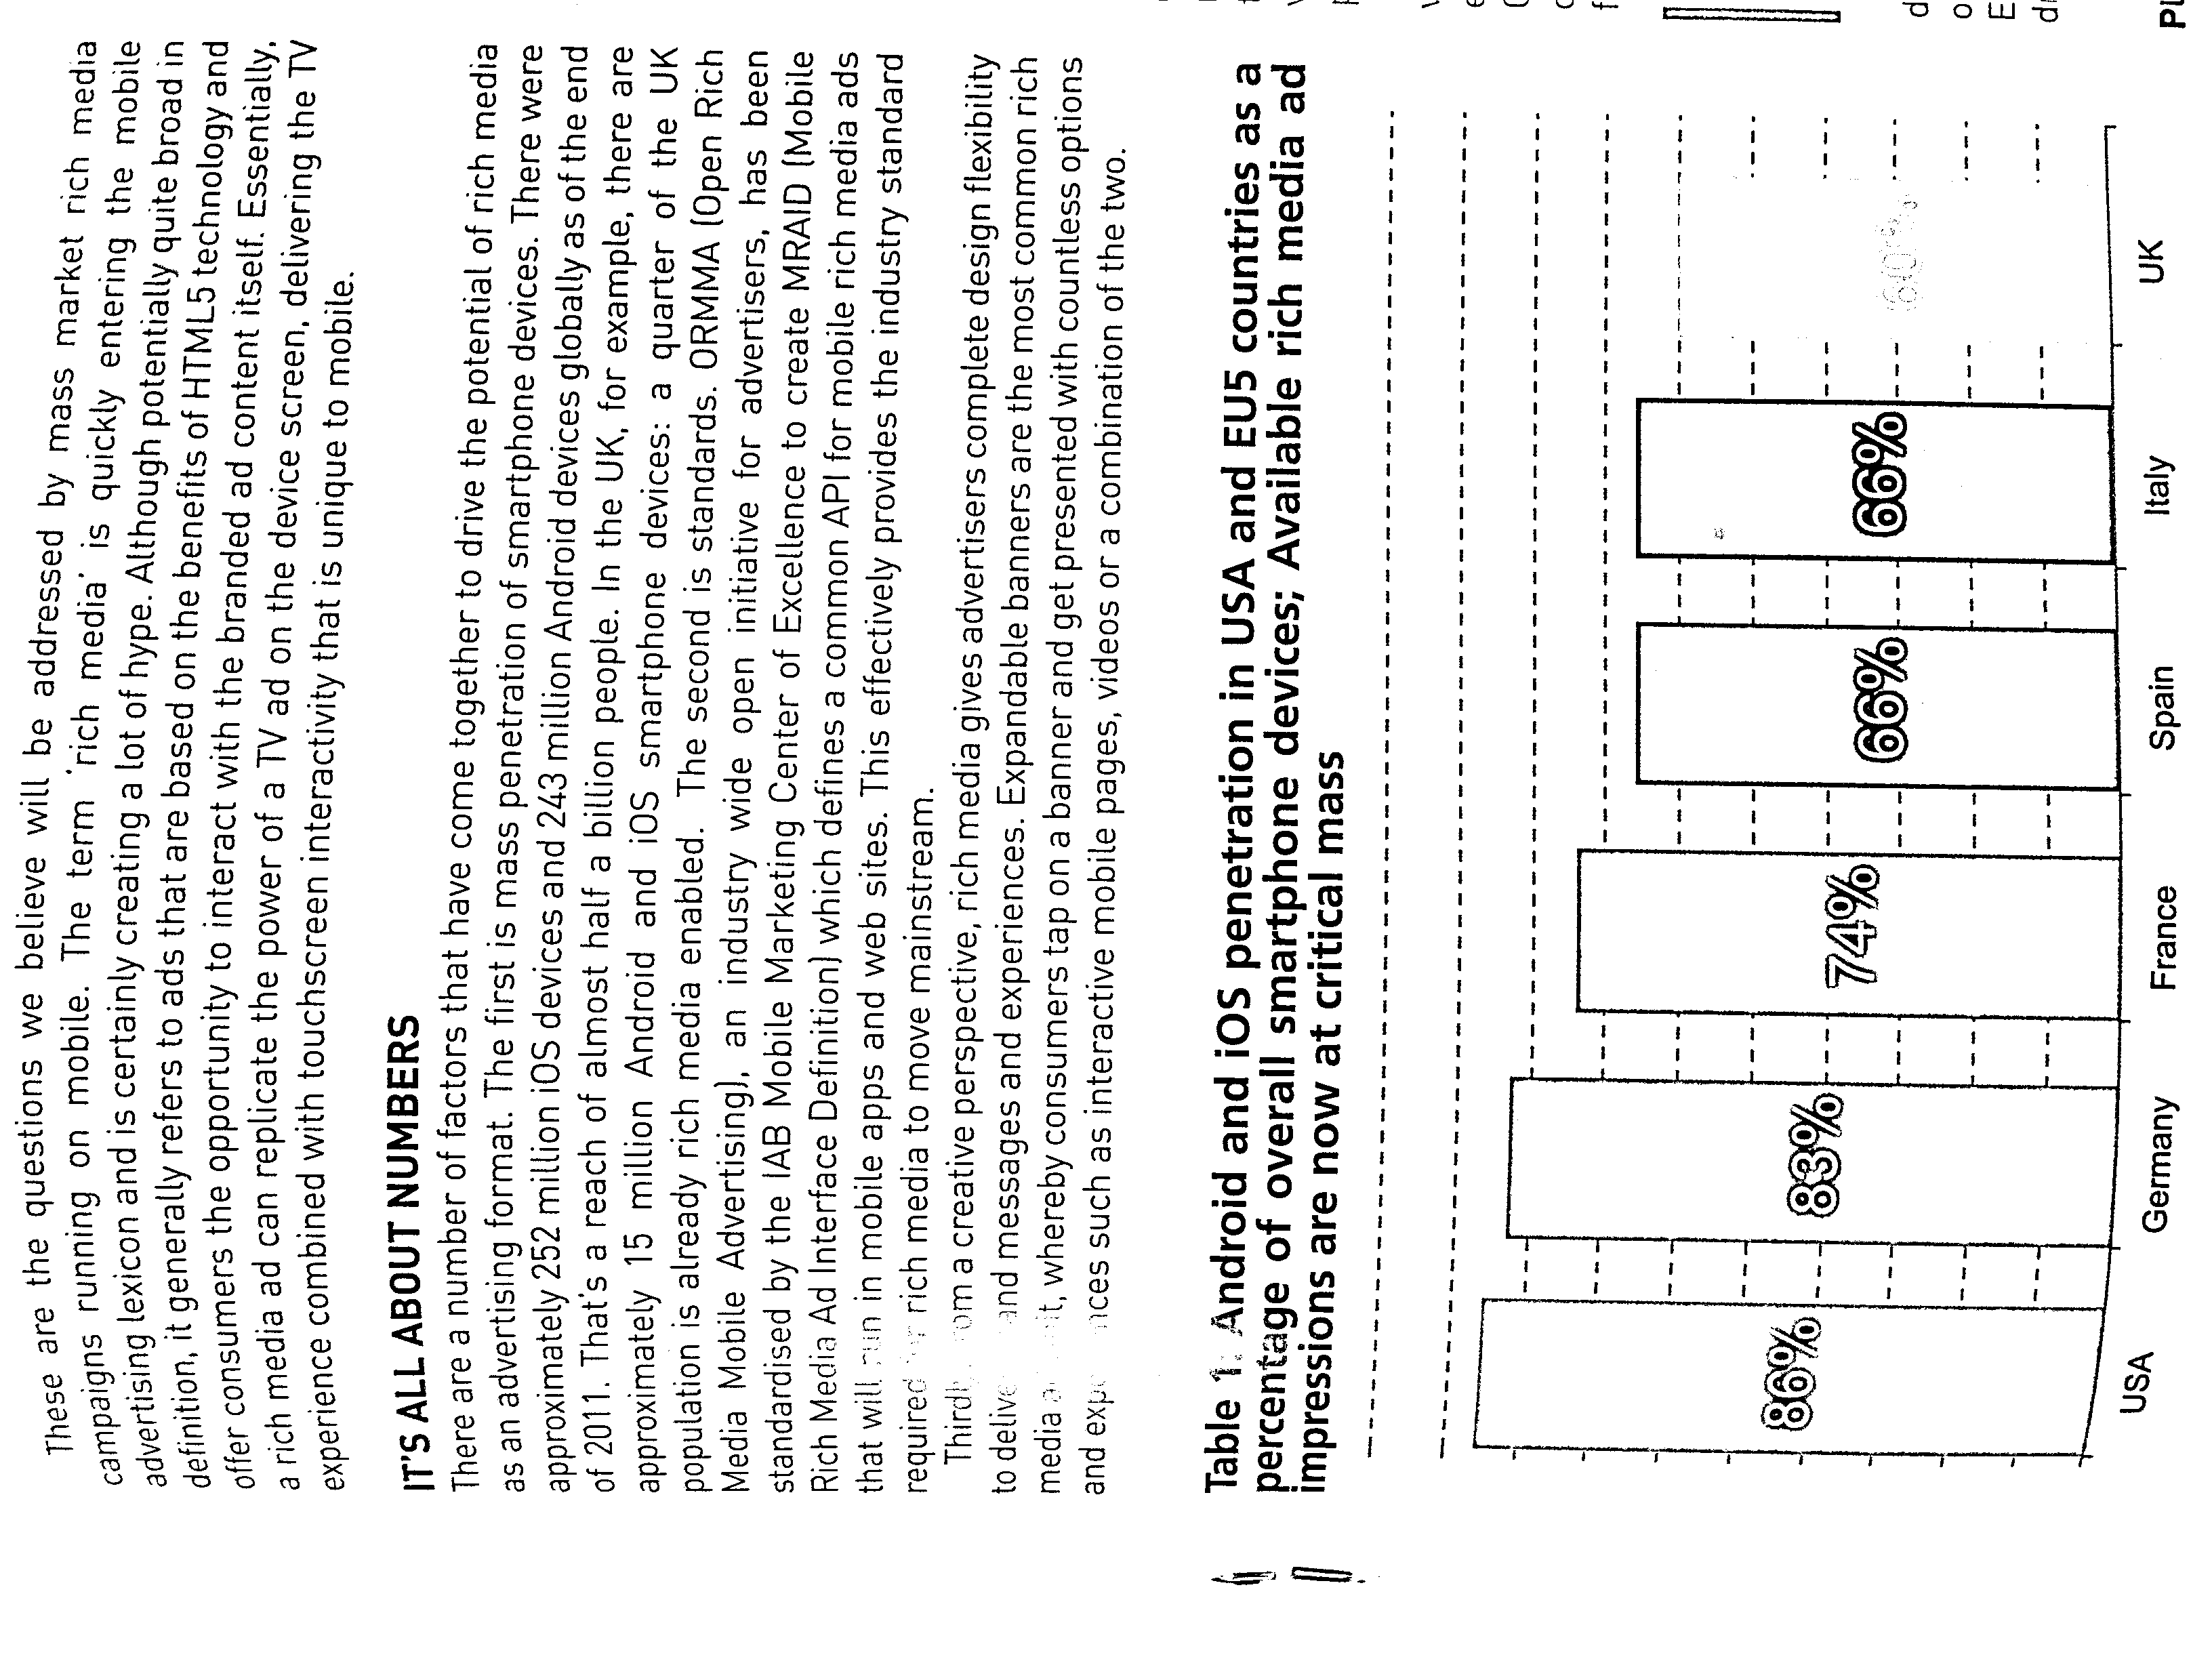 These are the questions we believe will be addressed by mass market rich media
campaigns running on mobile. The term 'rich media' is quickly entering the mobile
advertising lexicon and is certainly creating a lot of hype. Although potentially quite broad in
definition, it generally refers to ads that are based on the benefits of HTML5 technology and
offer consumers the opportunity to interact with the branded ad content itself. Essentially,
a rich media ad can replicate the power of a TV ad on the device screen, delivering the TV
experience combined with touchscreen interactivity that is unique to mobile.
IT'S ALL ABOUT NUMBERS
There are a number of factors that have come together to drive the potential of rich media
as an advertising format. The first is mass penetration of smartphone devices. There were
approximately 252 million iOS devices and 243 million Android devices globally as of the end
of 2011. That's a reach of almost half a billion people. In the UK, for example, there are
approximately 15 million Android and iOS smartphone devices: a quarter of the UK
population is already rich media enabled. The second is standards. ORMMA (Open Rich
Media Mobile Advertising), an industry wide open initiative for advertisers, has been
standardised by the IAB Mobile Marketing Center of Excellence to create MRAID (Mobile
Rich Media Ad Interface Definition) which defines a common API for mobile rich media ads
that will run in mobile apps and web sites. This effectively provides the industry standard
required for rich media to move mainstream.
a creative perspective, rich media gives advertisers complete design flexibility
to and messages and experiences. Expandable banners are the most common rich
media whereby consumers tap on a banner and get presented with countless options
and such as interactive mobile pages, videos or a combination of the two.
Table 1: Android and iOS penetration in USA and EU5 countries as a
percentage of overall smartphone devices; Available rich media ad
impressions are now at critical mass
86% 83% 74% 66% 66% 60%
USA Germany France Spain Italy UK